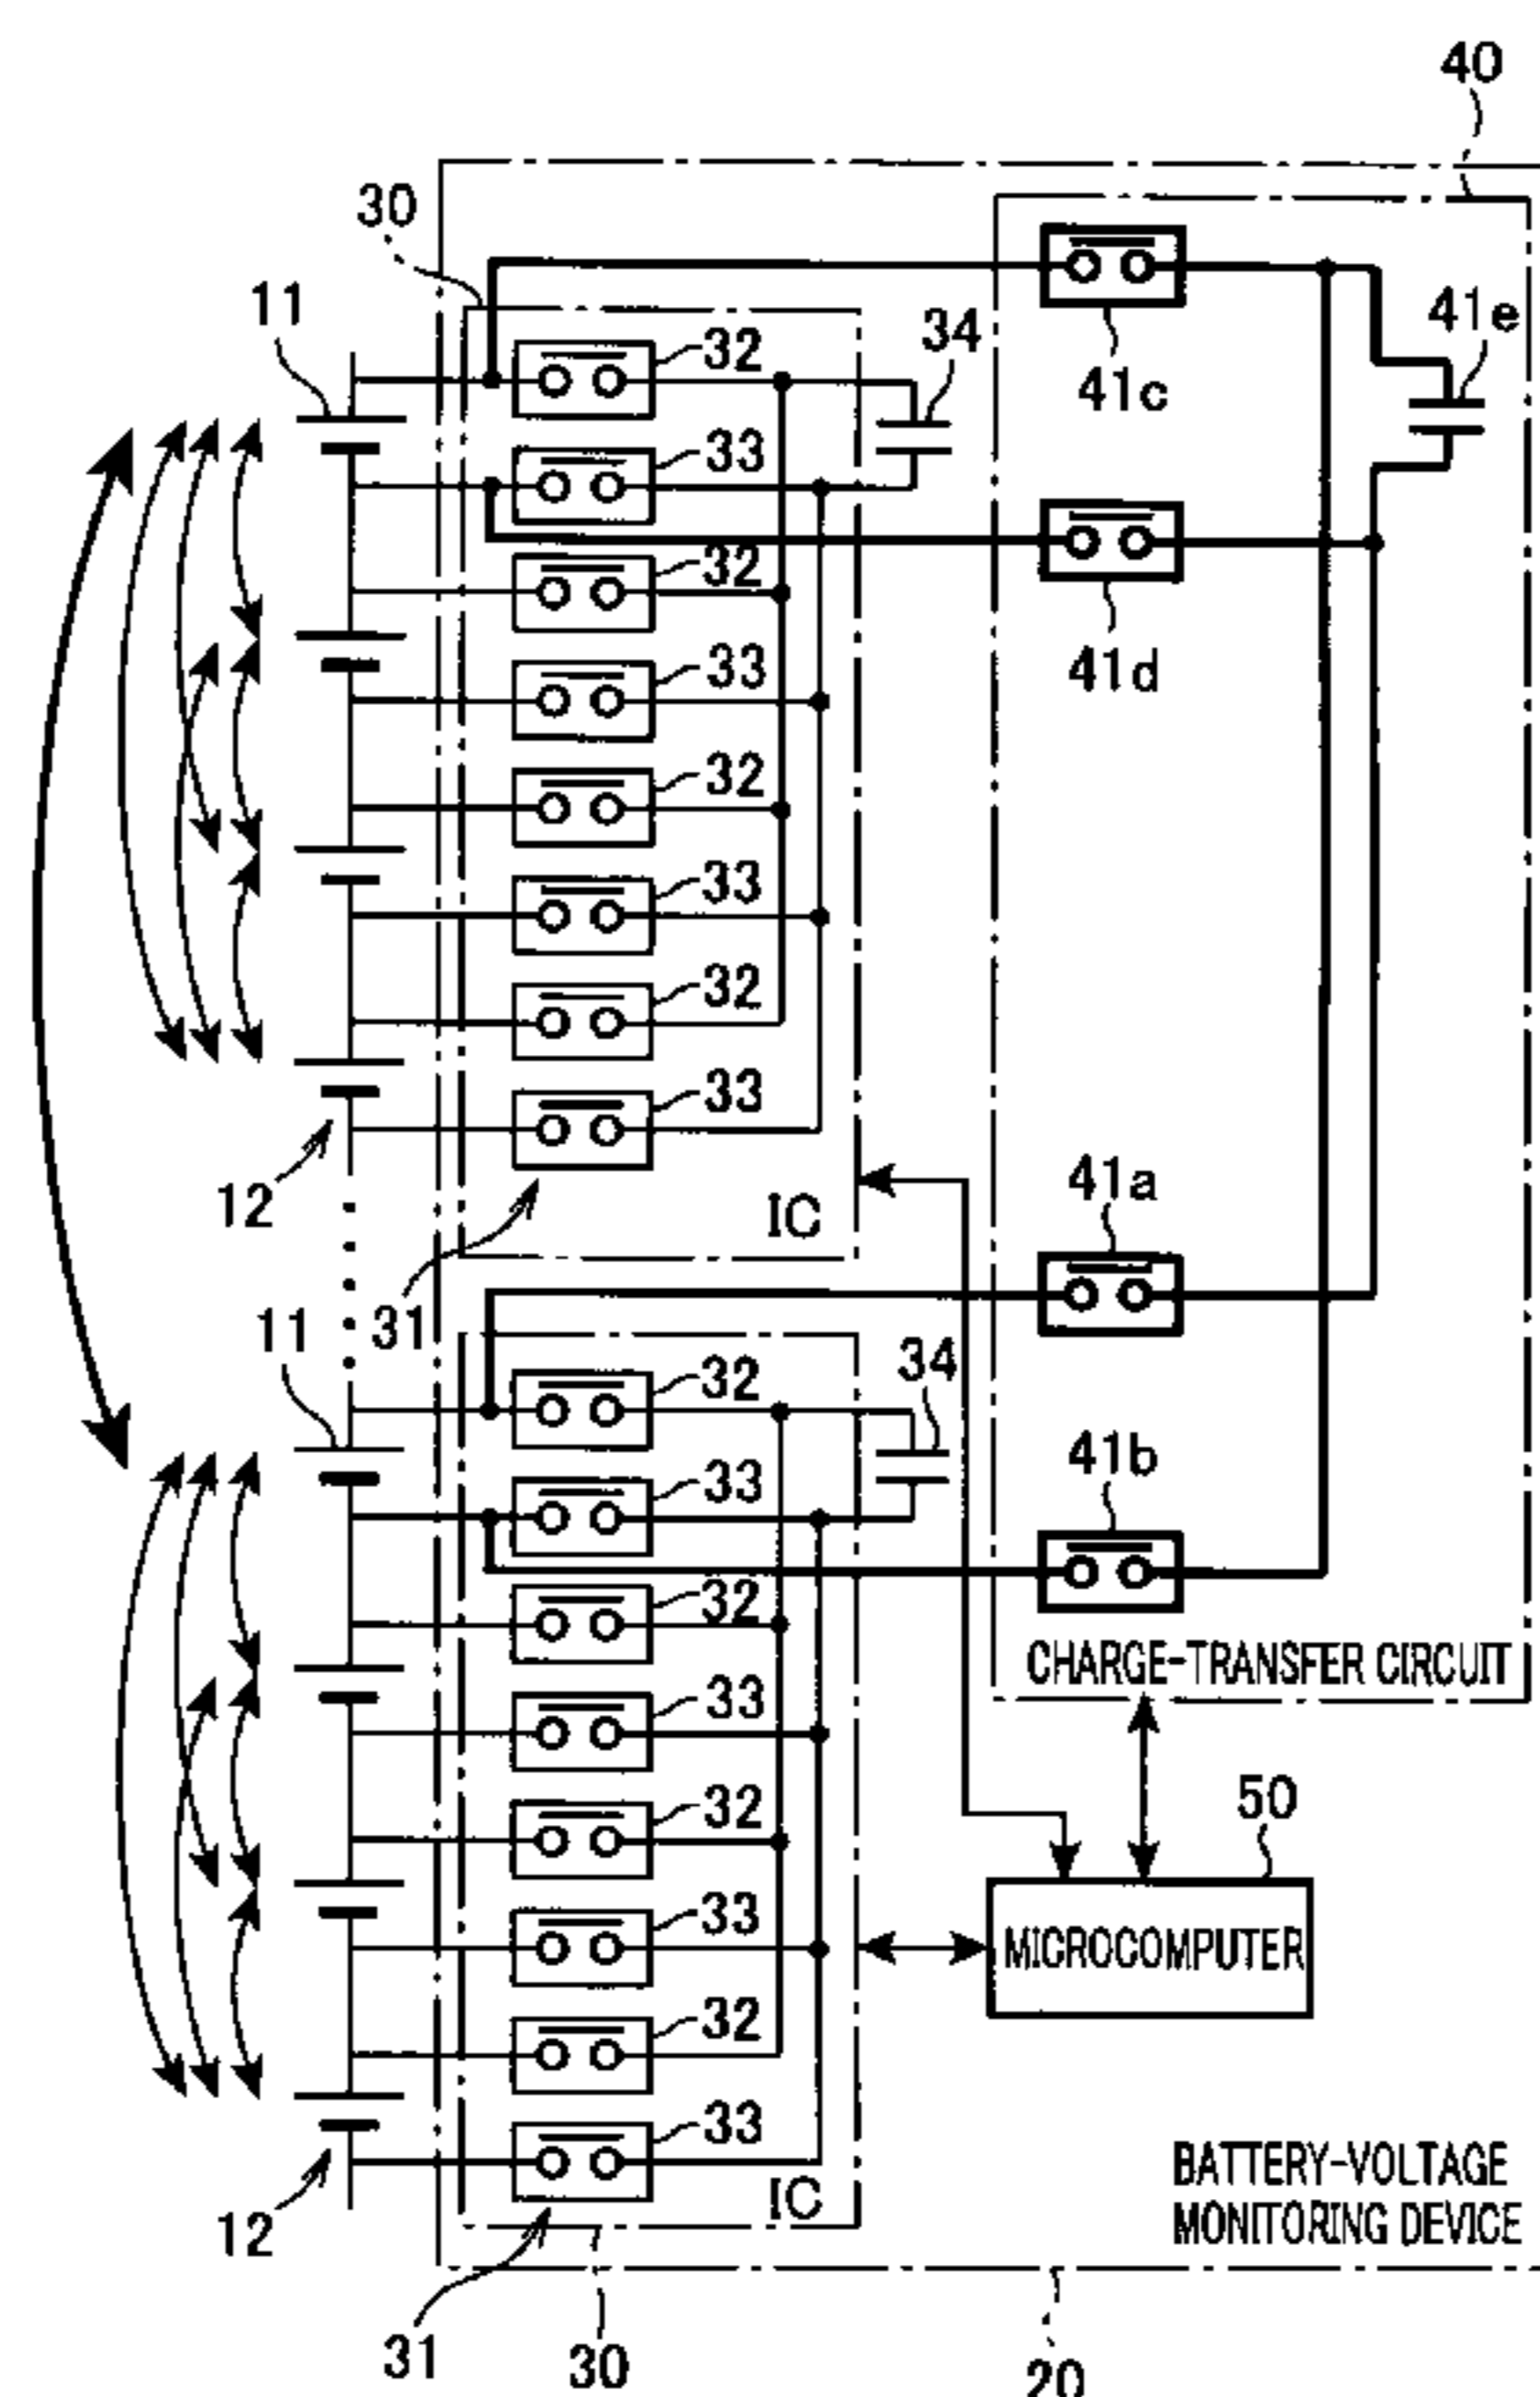 40
30
11
32
34
41e
41c
33
32
41d
33
32
33
32
33
12
41a
IC
31
11
32
34
33
41b
32
CHARGE-TRANSFER CIRCUIT
33
32
50
33
MICROCOMPUTER
32
33
BATTERY-VOLTAGE
MONITORING DEVICE
IC
12
31
30
20